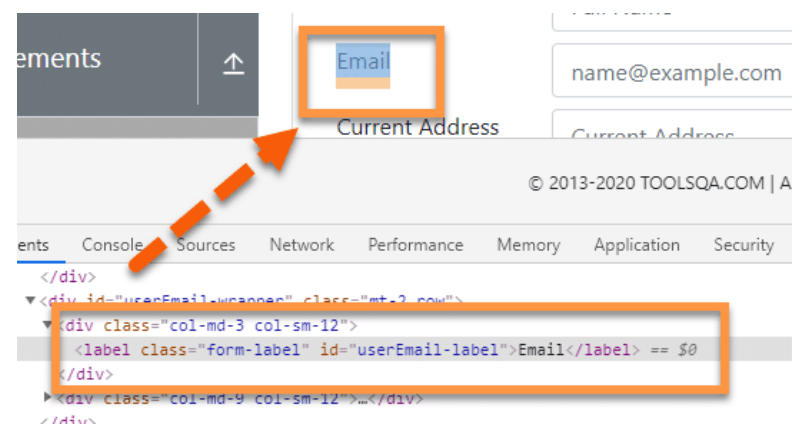 Full Name
ements
Email
name@example.com
Current Address
Current Address
© 2013-2020 TOOLSQA.COM | A
ents Console Sources Network Performance Memory Application Security
</div>
▼<div id="userEmail-wrapper" class="mt-2 row">
▼<div class="col-md-3 col-sm-12">
<label class="form-label" id="userEmail-label">Email</label> == $0
</div>
▶<div class="col-md-9 col-sm-12">…</div>
</div>